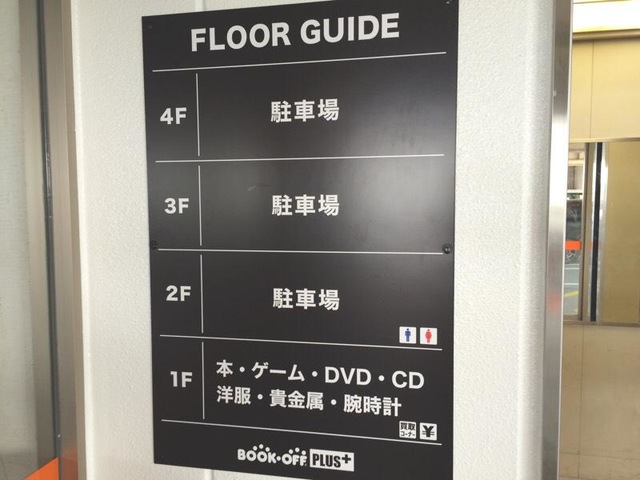 FLOOR GUIDE
4F 駐車場
3F 駐車場
2F 駐車場
1F 本・ゲーム・DVD・CD
洋服・貴金属・腕時計
買取
コーナー ¥
BOOK・OFF PLUS+